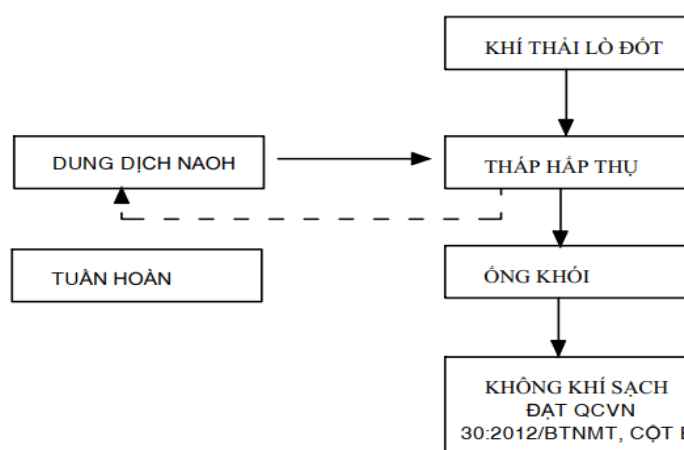 KHÍ THẢI LÒ ĐỐT
DUNG DỊCH NAOH
THÁP HẤP THỤ
TUẦN HOÀN
ỐNG KHÓI
KHÔNG KHÍ SẠCH
ĐẠT QCVN
30:2012/BTNMT, CỘT B